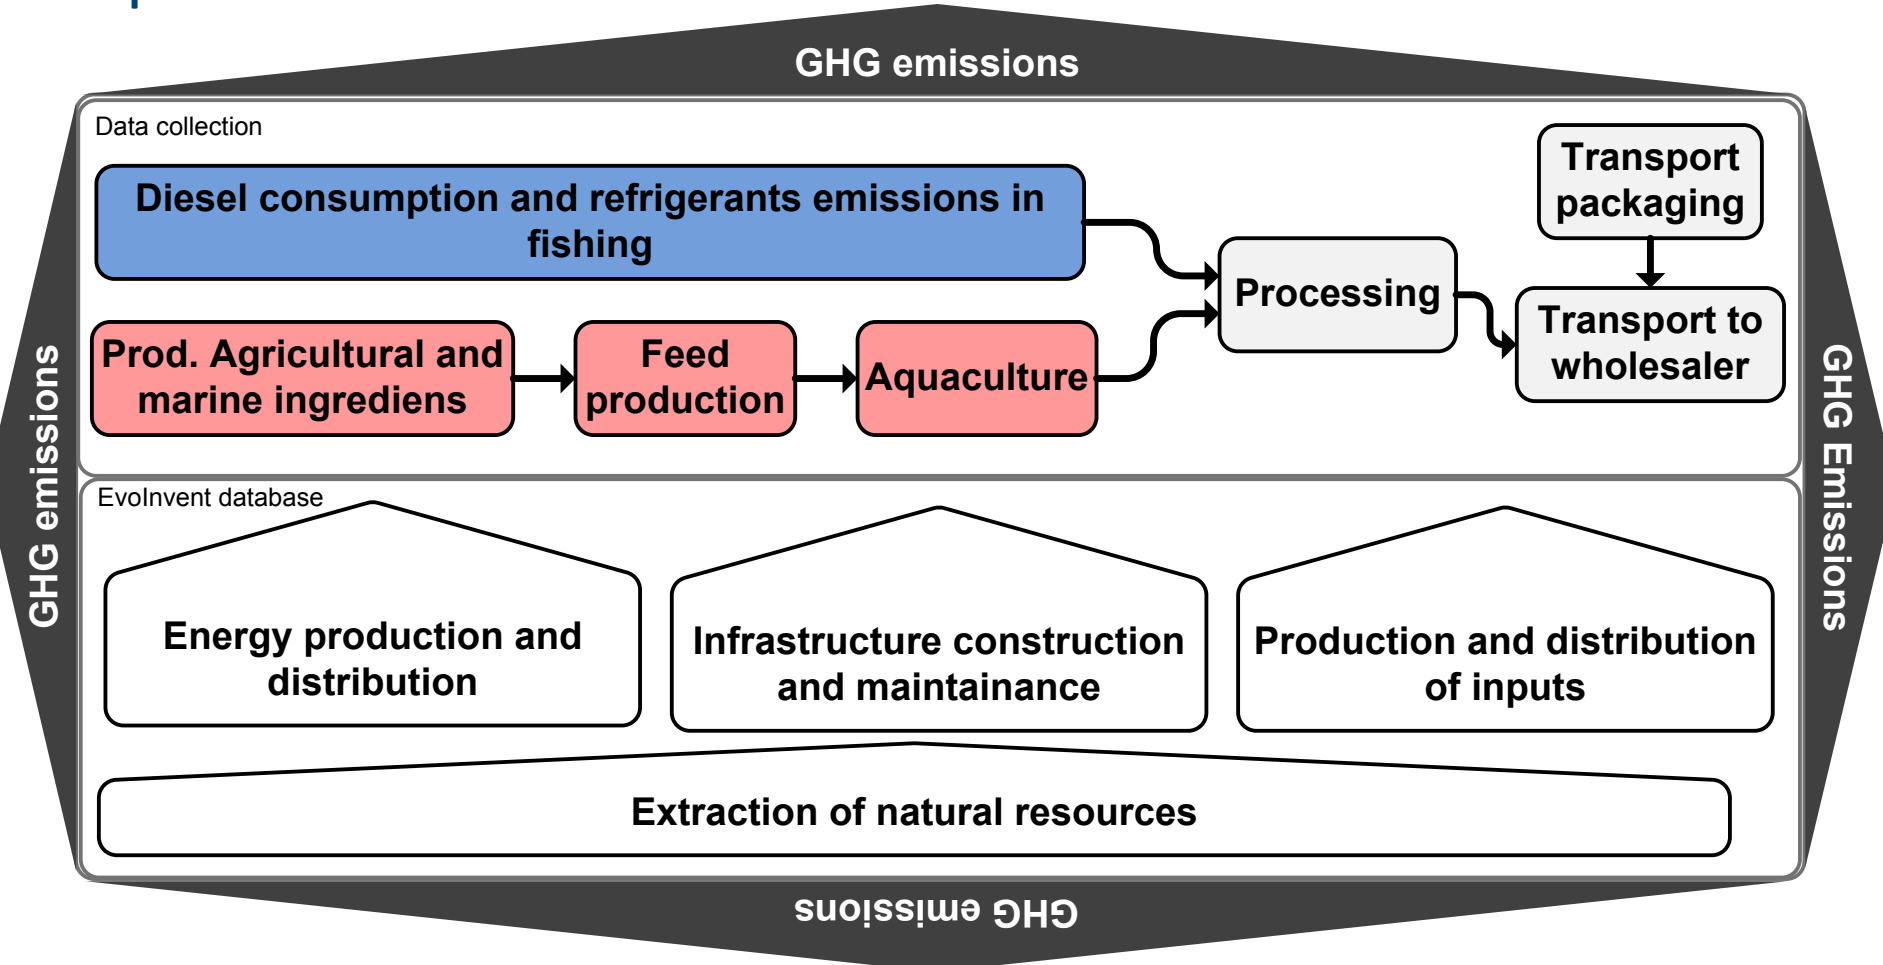 GHG emissions
Data collection
Diesel consumption and refrigerants emissions in
fishing
Transport
packaging
Processing
Transport to
wholesaler
Prod. Agricultural and
marine ingrediens
Feed
production
Aquaculture
GHG emissions
GHG Emissions
EvoInvent database
Energy production and
distribution
Infrastructure construction
and maintainance
Production and distribution
of inputs
Extraction of natural resources
GHG emissions